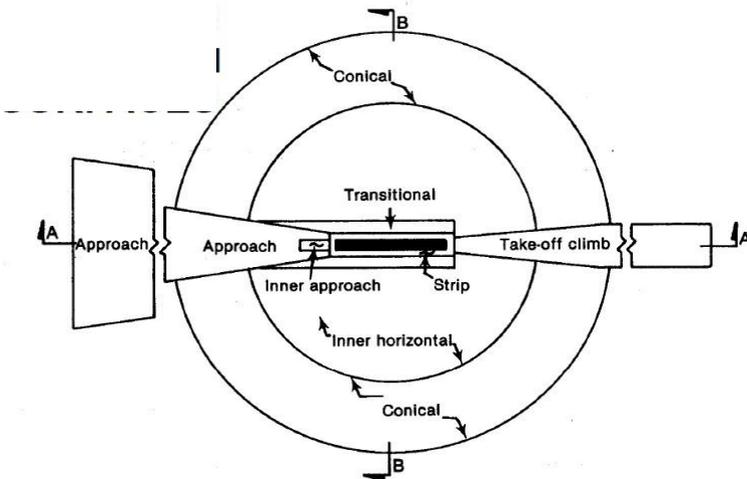 B
Conical
Transitional
A
Approach
Approach
Take-off climb
A
Inner approach
Strip
Inner horizontal
Conical
B